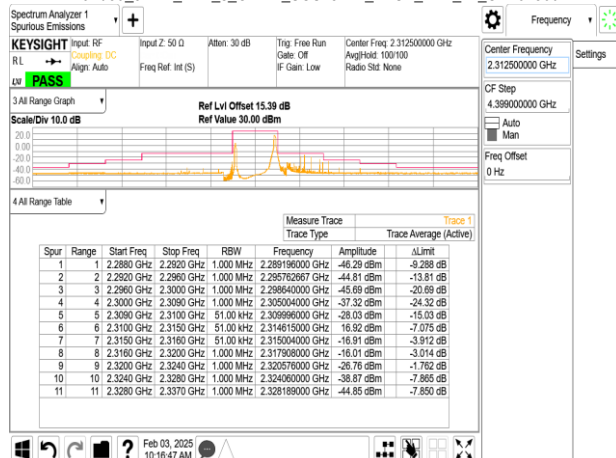 Spectrum Analyzer 1
Spurious Emissions
+
Frequency
Settings
KEYSIGHT
RL
LXI
PASS
Input: RF
Coupling: DC
Align: Auto
Input Z: 50 Ω
Freq Ref: Int (S)
Atten: 30 dB
Trig: Free Run
Gate: Off
IF Gain: Low
Center Freq: 2.312500000 GHz
Avg|Hold: 100/100
Radio Std: None
Center Frequency
2.312500000 GHz
CF Step
4.399000000 GHz
Auto
Man
Freq Offset
0 Hz
3 All Range Graph
Scale/Div 10.0 dB
Ref Lvl Offset 15.39 dB
Ref Value 30.00 dBm
20.0
0.00
-20.0
-40.0
-60.0
4 All Range Table
Measure Trace Trace 1
Trace Type Trace Average (Active)
Spur Range Start Freq Stop Freq RBW Frequency Amplitude ΔLimit
1 1 2.2880 GHz 2.2920 GHz 1.000 MHz 2.289196000 GHz -46.29 dBm -9.288 dB
2 2 2.2920 GHz 2.2960 GHz 1.000 MHz 2.295762667 GHz -44.81 dBm -13.81 dB
3 3 2.2960 GHz 2.3000 GHz 1.000 MHz 2.298640000 GHz -45.69 dBm -20.69 dB
4 4 2.3000 GHz 2.3090 GHz 1.000 MHz 2.305004000 GHz -37.32 dBm -24.32 dB
5 5 2.3090 GHz 2.3100 GHz 51.00 kHz 2.309996000 GHz -28.03 dBm -15.03 dB
6 6 2.3100 GHz 2.3150 GHz 51.00 kHz 2.314615000 GHz 16.92 dBm -7.075 dB
7 7 2.3150 GHz 2.3160 GHz 51.00 kHz 2.315004000 GHz -16.91 dBm -3.912 dB
8 8 2.3160 GHz 2.3200 GHz 1.000 MHz 2.317908000 GHz -16.01 dBm -3.014 dB
9 9 2.3200 GHz 2.3240 GHz 1.000 MHz 2.320576000 GHz -26.76 dBm -1.762 dB
10 10 2.3240 GHz 2.3280 GHz 1.000 MHz 2.324060000 GHz -38.87 dBm -7.865 dB
11 11 2.3280 GHz 2.3370 GHz 1.000 MHz 2.328189000 GHz -44.85 dBm -7.850 dB
?
Feb 03, 2025
10:16:47 AM